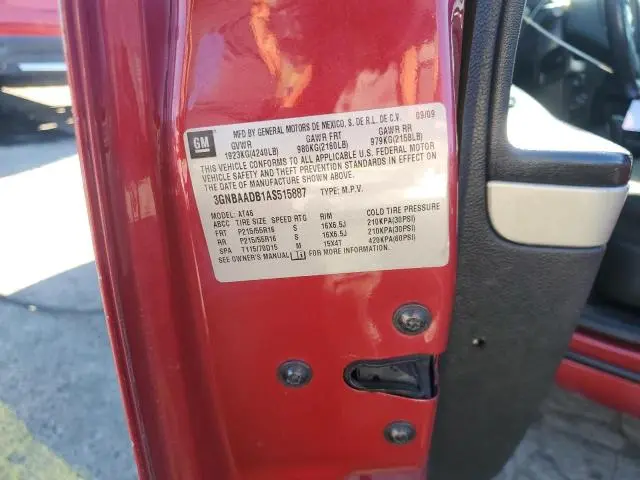 GM
MFD BY GENERAL MOTORS DE MEXICO, S. DE R.L. DE C.V. 09/09
GVWR GAWR FRT GAWR RR
1923KG(4240LB) 980KG(2160LB) 979KG(2158LB)
THIS VEHICLE CONFORMS TO ALL APPLICABLE U.S. FEDERAL MOTOR
VEHICLE SAFETY AND THEFT PREVENTION STANDARDS IN EFFECT ON
THE DATE OF MANUFACTURE SHOWN ABOVE.
3GNBAADB1AS515887 TYPE: M.P.V.
MODEL: AT46
ABCC TIRE SIZE SPEED RTG RIM COLD TIRE PRESSURE
FRT P215/55R16 S 16X6.5J 210KPA(30PSI)
RR P215/55R16 S 16X6.5J 210KPA(30PSI)
SPA T115/70D15 M 15X4T 420KPA(60PSI)
SEE OWNER'S MANUAL i FOR MORE INFORMATION.